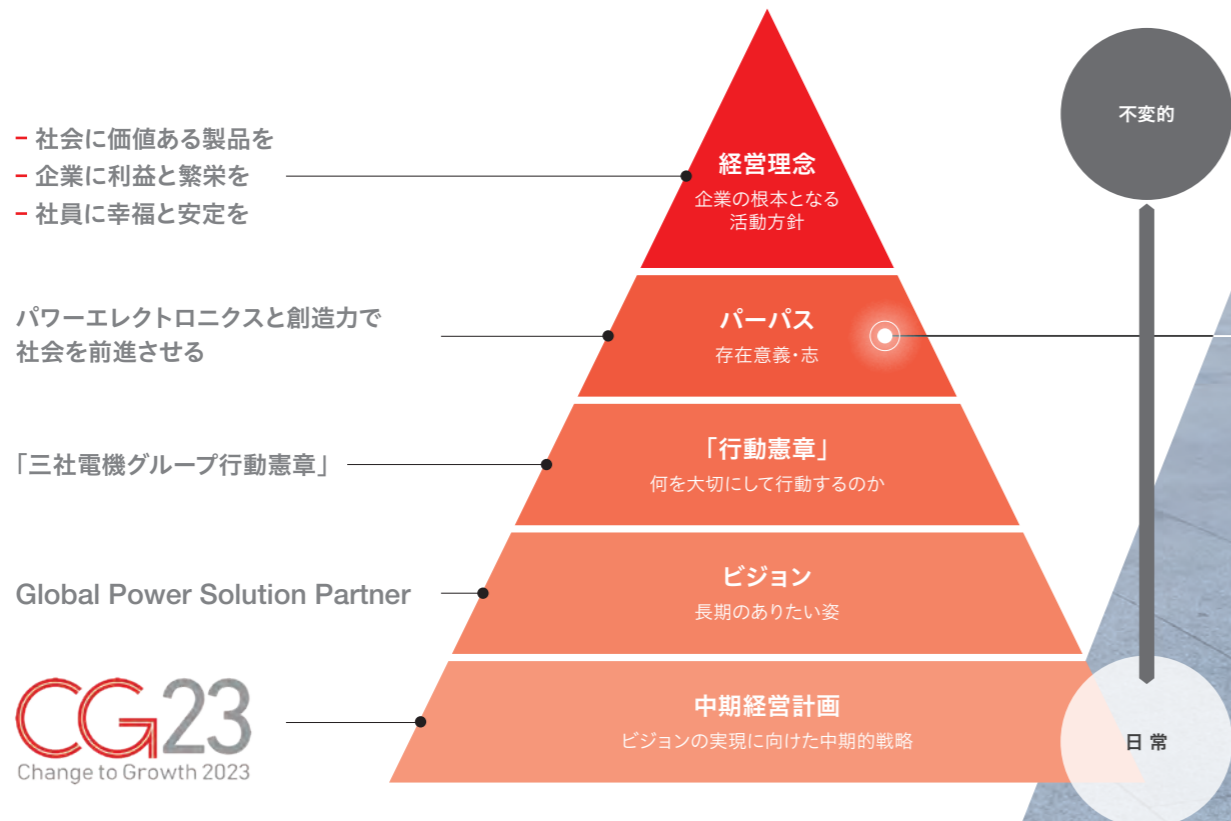 - 社会に価値ある製品を
- 企業に利益と繁栄を
- 社員に幸福と安定を
経営理念
企業の根本となる
活動方針
不変的
パワーエレクトロニクスと創造力で
社会を前進させる
パーパス
存在意義・志
「三社電機グループ行動憲章」
「行動憲章」
何を大切にして行動するのか
Global Power Solution Partner
ビジョン
長期のありたい姿
CG23
Change to Growth 2023
中期経営計画
ビジョンの実現に向けた中期的戦略
日常